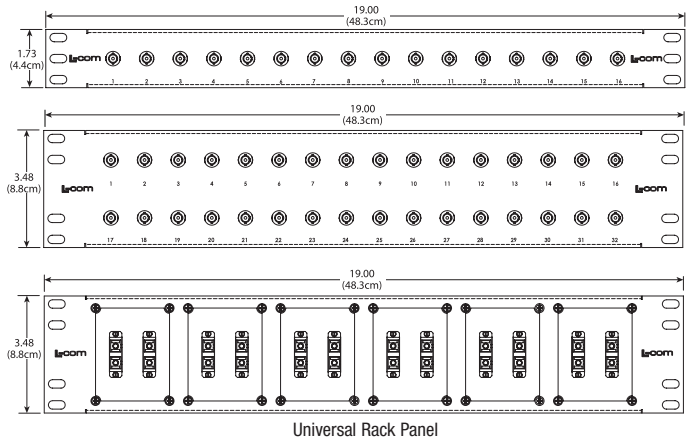 19.00
(48.3cm)
1.73
(4.4cm)
L-com
L-com
1 2 3 4 5 6 7 8 9 10 11 12 13 14 15 16
19.00
(48.3cm)
3.48
(8.8cm)
1 2 3 4 5 6 7 8 9 10 11 12 13 14 15 16
L-com
L-com
17 18 19 20 21 22 23 24 25 26 27 28 29 30 31 32
19.00
(48.3cm)
3.48
(8.8cm)
L-com
L-com
Universal Rack Panel